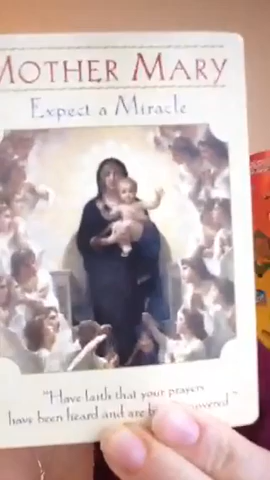 MOTHER MARY
Expect a Miracle
"Have faith that your prayers
have been heard and are